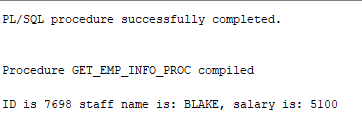 PL/SQL procedure successfully completed.
Procedure GET_EMP_INFO_PROC compiled
ID is 7698 staff name is: BLAKE, salary is: 5100